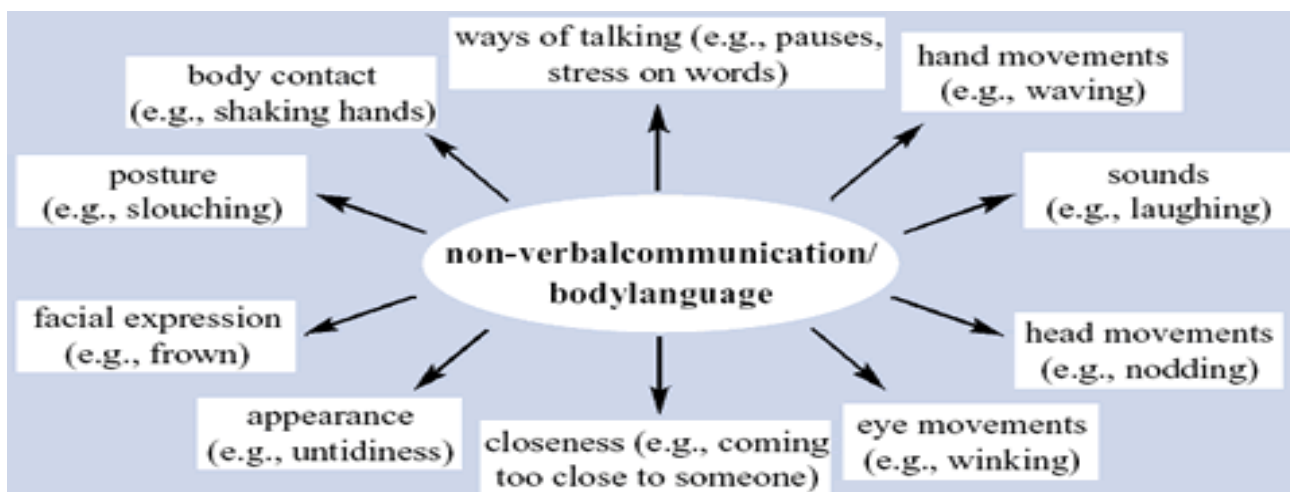 ways of talking (e.g., pauses,
stress on words)
hand movements
(e.g., waving)
body contact
(e.g., shaking hands)
posture
(e.g., slouching)
sounds
(e.g., laughing)
non-verbalcommunication/
bodylanguage
facial expression
(e.g., frown)
head movements
(e.g., nodding)
appearance
(e.g., untidiness)
closeness (e.g., coming
too close to someone)
eye movements
(e.g., winking)